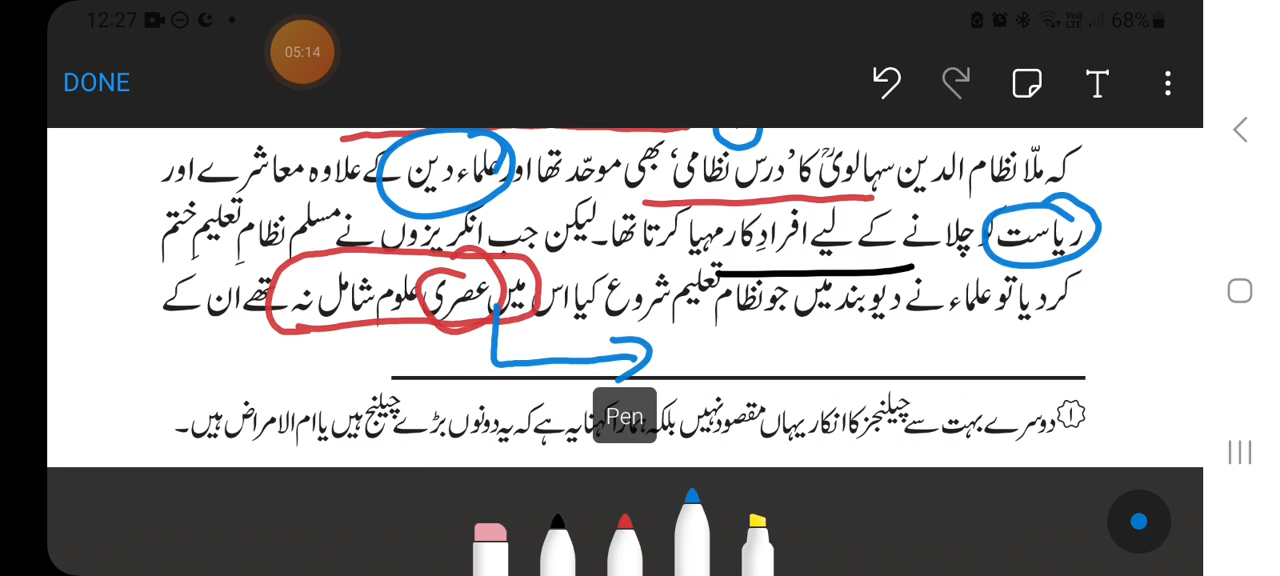 12:27
05:14
68%
DONE
T
کہ ملّا نظام الدین سہالویؒ کا ’درس نظامی‘ بھی موحّد تھا اور علماء دین کے علاوہ معاشرے اور
ریاست کو چلانے کے لیے افرادِ کار مہیا کرتا تھا۔ لیکن جب انگریزوں نے مسلم نظامِ تعلیم ختم
کر دیا تو علماء نے دیوبند میں جو نظام تعلیم شروع کیا اس میں عصری علوم شامل نہ تھے ان کے
① دوسرے بہت سے چیلنجز کا انکار یہاں مقصود نہیں بلکہ کہنا یہ ہے کہ یہ دونوں بڑے چیلنج ہیں یا ام الامراض ہیں۔
Pen